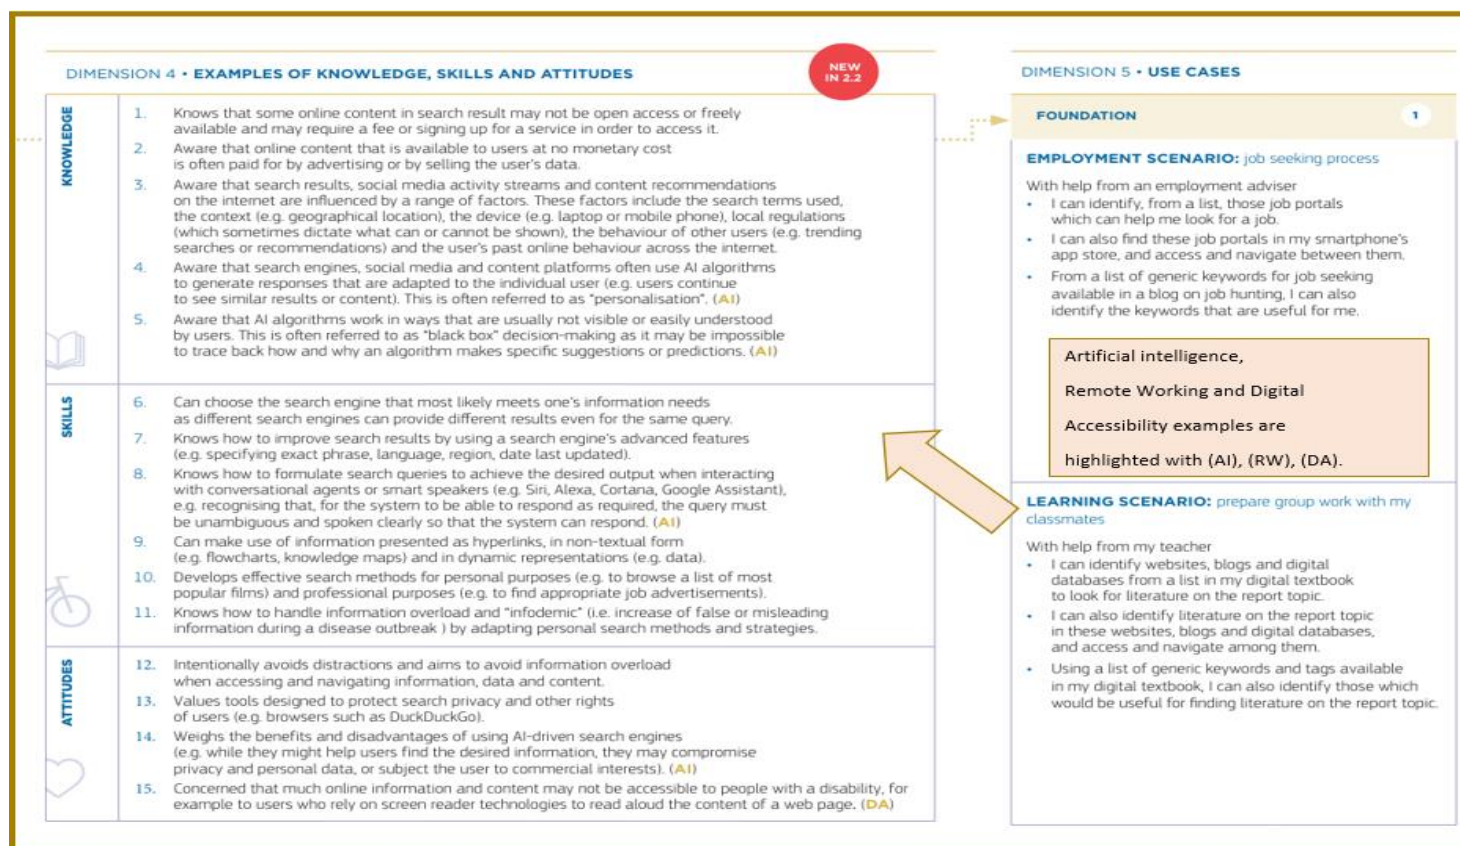 DIMENSION 4 • EXAMPLES OF KNOWLEDGE, SKILLS AND ATTITUDES
NEW
IN 2.2
KNOWLEDGE
1. Knows that some online content in search result may not be open access or freely
available and may require a fee or signing up for a service in order to access it.
2. Aware that online content that is available to users at no monetary cost
is often paid for by advertising or by selling the user's data.
3. Aware that search results, social media activity streams and content recommendations
on the internet are influenced by a range of factors. These factors include the search terms used,
the context (e.g. geographical location), the device (e.g. laptop or mobile phone), local regulations
(which sometimes dictate what can or cannot be shown), the behaviour of other users (e.g. trending
searches or recommendations) and the user's past online behaviour across the internet.
4. Aware that search engines, social media and content platforms often use AI algorithms
to generate responses that are adapted to the individual user (e.g. users continue
to see similar results or content). This is often referred to as "personalisation". (AI)
5. Aware that AI algorithms work in ways that are usually not visible or easily understood
by users. This is often referred to as "black box" decision-making as it may be impossible
to trace back how and why an algorithm makes specific suggestions or predictions. (AI)
SKILLS
6. Can choose the search engine that most likely meets one's information needs
as different search engines can provide different results even for the same query.
7. Knows how to improve search results by using a search engine's advanced features
(e.g. specifying exact phrase, language, region, date last updated).
8. Knows how to formulate search queries to achieve the desired output when interacting
with conversational agents or smart speakers (e.g. Siri, Alexa, Cortana, Google Assistant),
e.g. recognising that, for the system to be able to respond as required, the query must
be unambiguous and spoken clearly so that the system can respond. (AI)
9. Can make use of information presented as hyperlinks, in non-textual form
(e.g. flowcharts, knowledge maps) and in dynamic representations (e.g. data).
10. Develops effective search methods for personal purposes (e.g. to browse a list of most
popular films) and professional purposes (e.g. to find appropriate job advertisements).
11. Knows how to handle information overload and "infodemic" (i.e. increase of false or misleading
information during a disease outbreak ) by adapting personal search methods and strategies.
ATTITUDES
12. Intentionally avoids distractions and aims to avoid information overload
when accessing and navigating information, data and content.
13. Values tools designed to protect search privacy and other rights
of users (e.g. browsers such as DuckDuckGo).
14. Weighs the benefits and disadvantages of using AI-driven search engines
(e.g. while they might help users find the desired information, they may compromise
privacy and personal data, or subject the user to commercial interests). (AI)
15. Concerned that much online information and content may not be accessible to people with a disability, for
example to users who rely on screen reader technologies to read aloud the content of a web page. (DA)
DIMENSION 5 • USE CASES
FOUNDATION 1
EMPLOYMENT SCENARIO: job seeking process
With help from an employment adviser
• I can identify, from a list, those job portals
which can help me look for a job.
• I can also find these job portals in my smartphone's
app store, and access and navigate between them.
• From a list of generic keywords for job seeking
available in a blog on job hunting, I can also
identify the keywords that are useful for me.
Artificial intelligence,
Remote Working and Digital
Accessibility examples are
highlighted with (AI), (RW), (DA).
LEARNING SCENARIO: prepare group work with my
classmates
With help from my teacher
• I can identify websites, blogs and digital
databases from a list in my digital textbook
to look for literature on the report topic.
• I can also identify literature on the report topic
in these websites, blogs and digital databases,
and access and navigate among them.
• Using a list of generic keywords and tags available
in my digital textbook, I can also identify those which
would be useful for finding literature on the report topic.